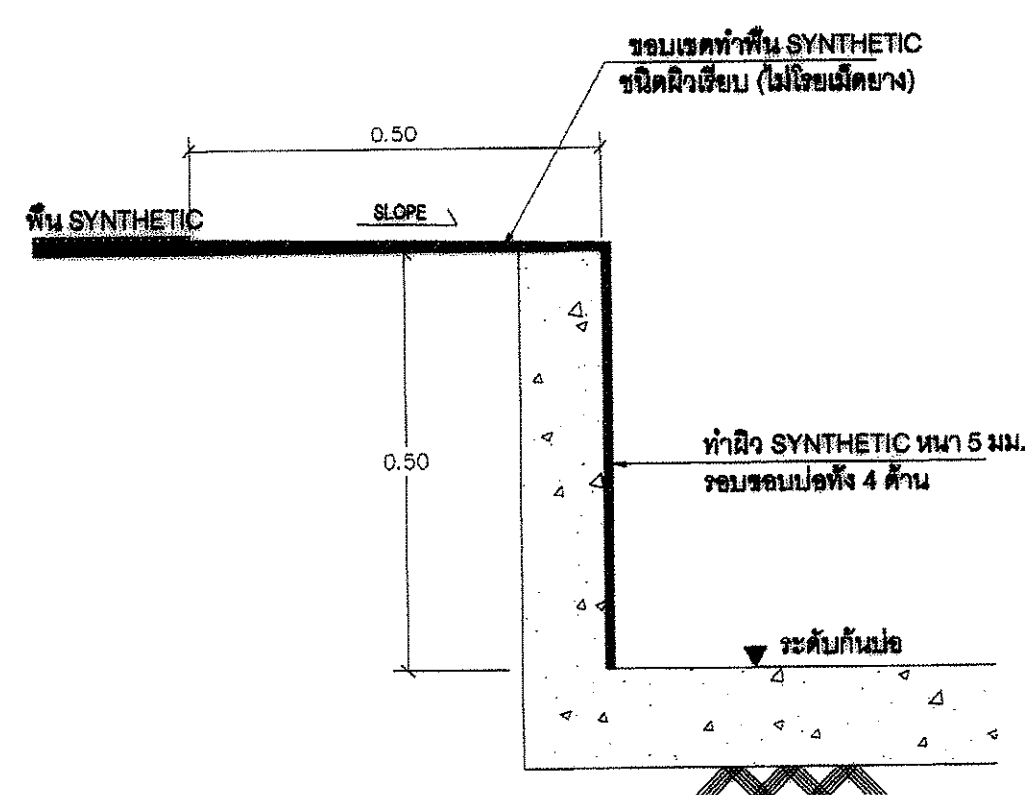 ขอบเขตทำพื้น SYNTHETIC
ชนิดผิวเรียบ (ไม่โรยเม็ดยาง)
0.50
พื้น SYNTHETIC
SLOPE
0.50
ทำผิว SYNTHETIC หนา 5 มม.
รอบขอบบ่อทั้ง 4 ด้าน
ระดับก้นบ่อ